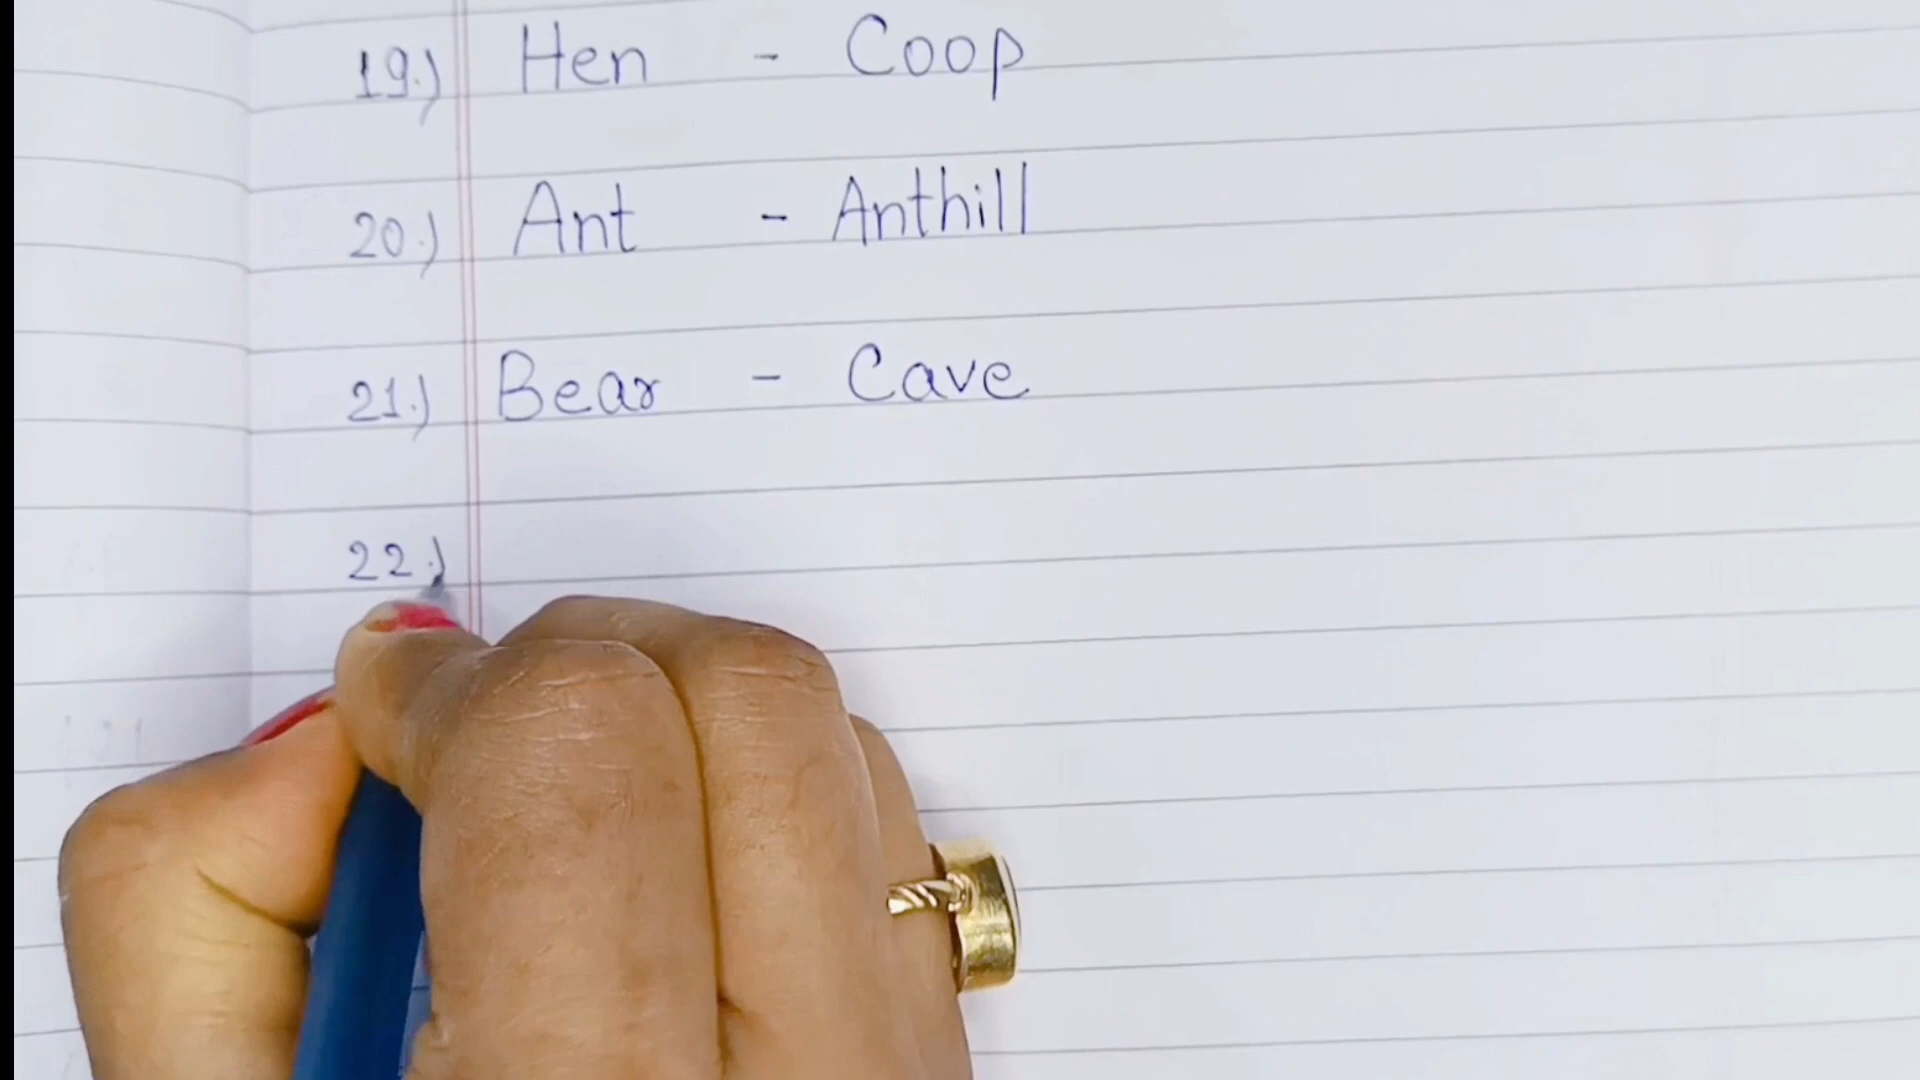 19.) Hen - Coop
20.) Ant - Anthill
21.) Bear - Cave
22.)